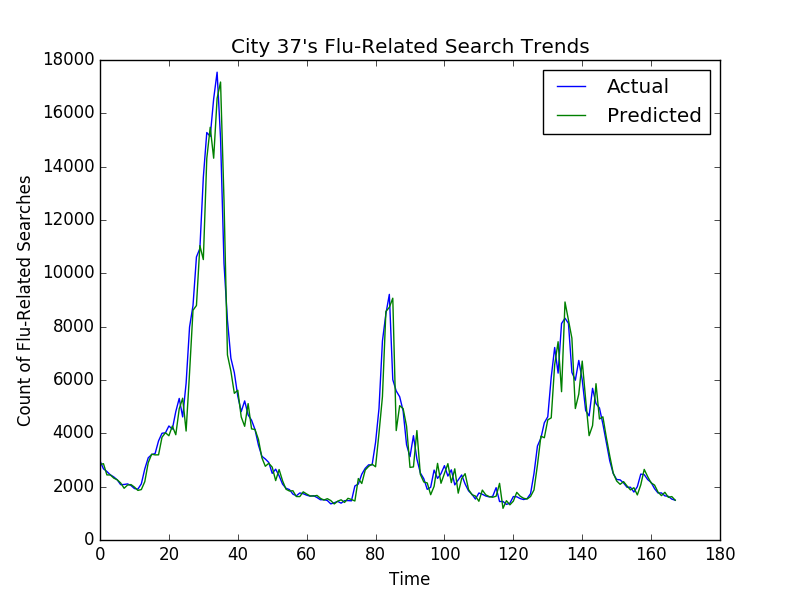 City 37's Flu-Related Search Trends
Actual
Predicted
Count of Flu-Related Searches
18000
16000
14000
12000
10000
8000
6000
4000
2000
0
0 20 40 60 80 100 120 140 160 180
Time